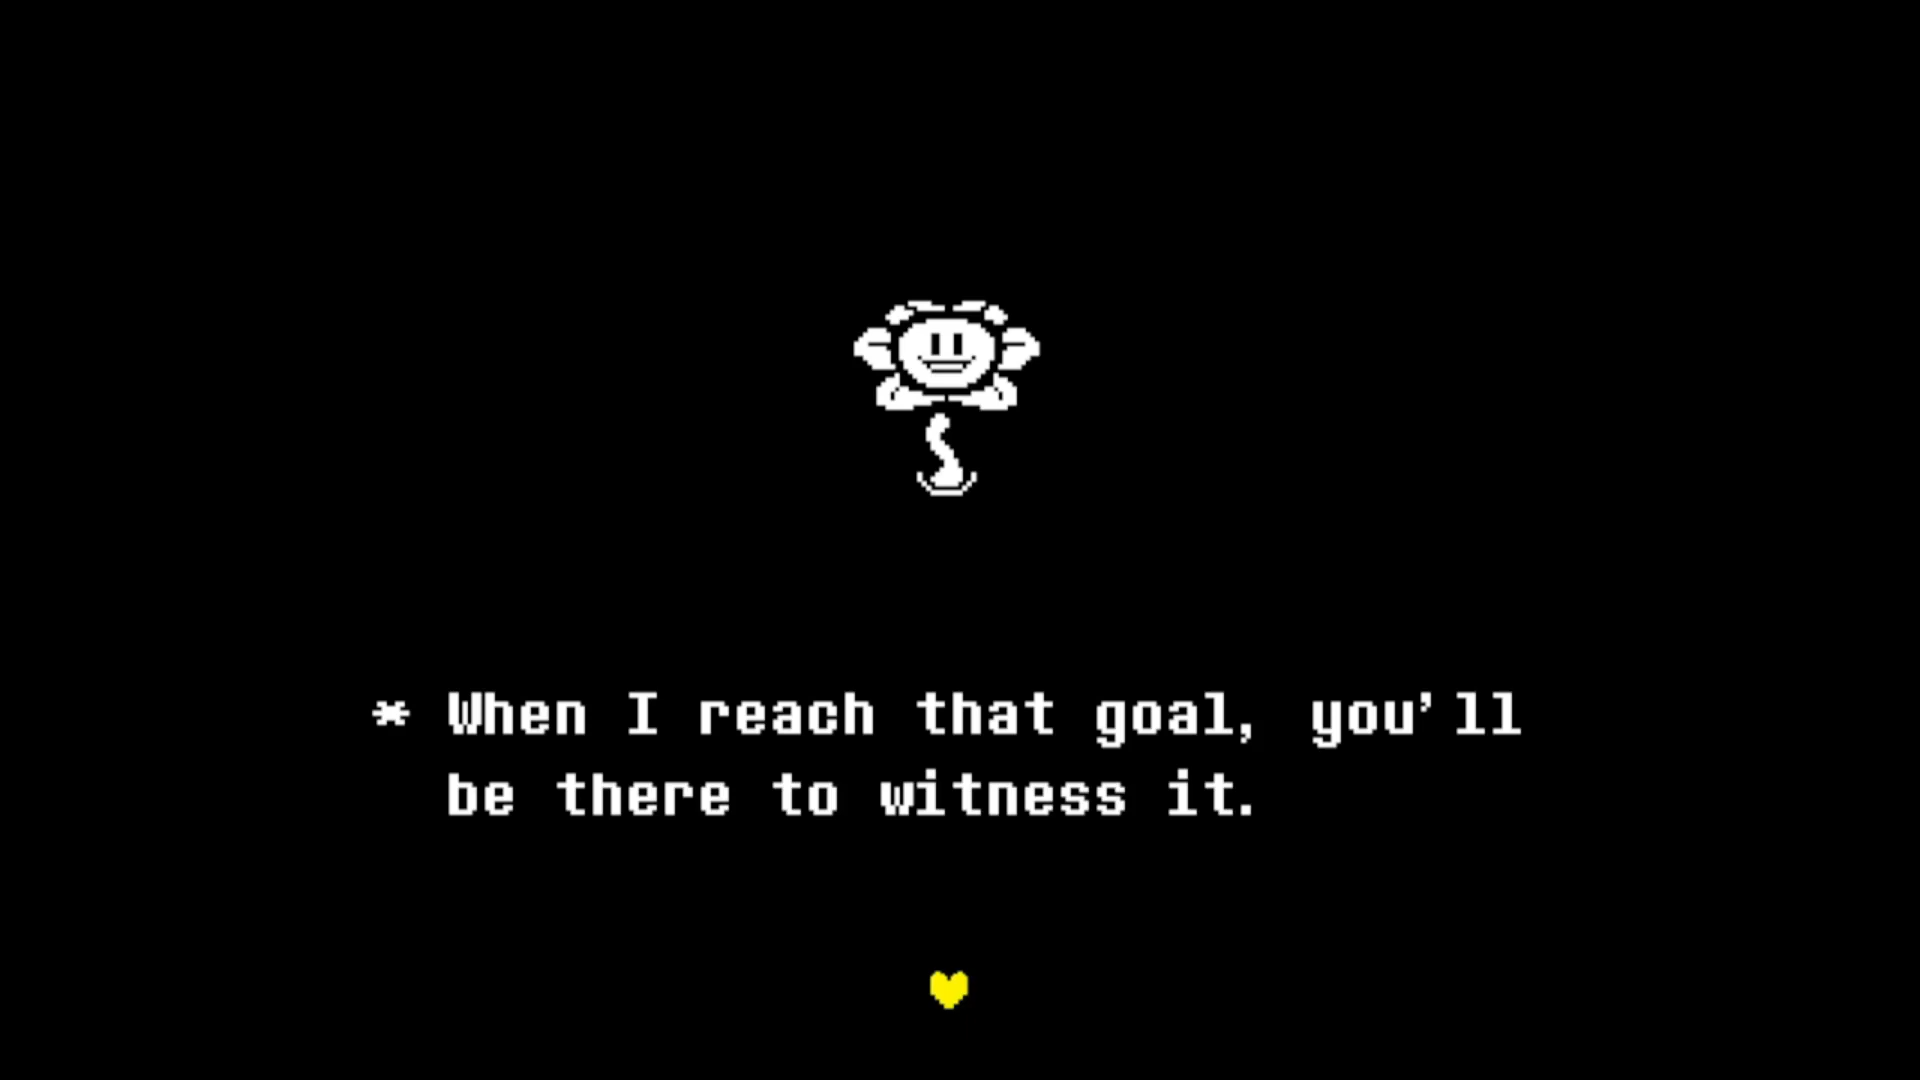 * When I reach that goal, you'll
be there to witness it.